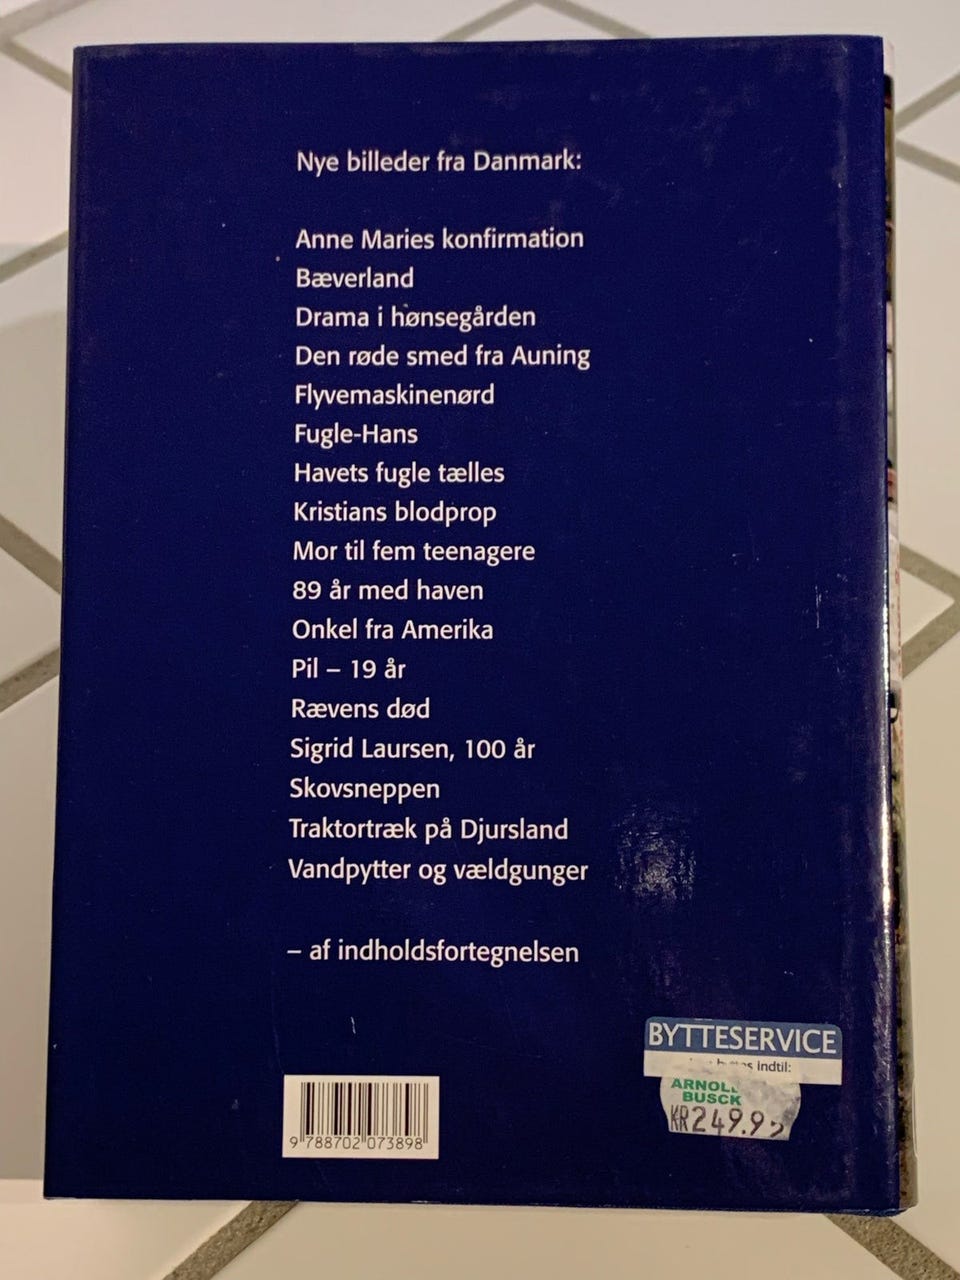 Nye billeder fra Danmark:
Anne Maries konfirmation
Bæverland
Drama i hønsegården
Den røde smed fra Auning
Flyvemaskinenørd
Fugle-Hans
Havets fugle tælles
Kristians blodprop
Mor til fem teenagere
89 år med haven
Onkel fra Amerika
Pil – 19 år
Rævens død
Sigrid Laursen, 100 år
Skovsneppen
Traktortræk på Djursland
Vandpytter og vældgunger
– af indholdsfortegnelsen
BYTTESERVICE
indtil:
BUSCK
KR249.95
9 788702 073898